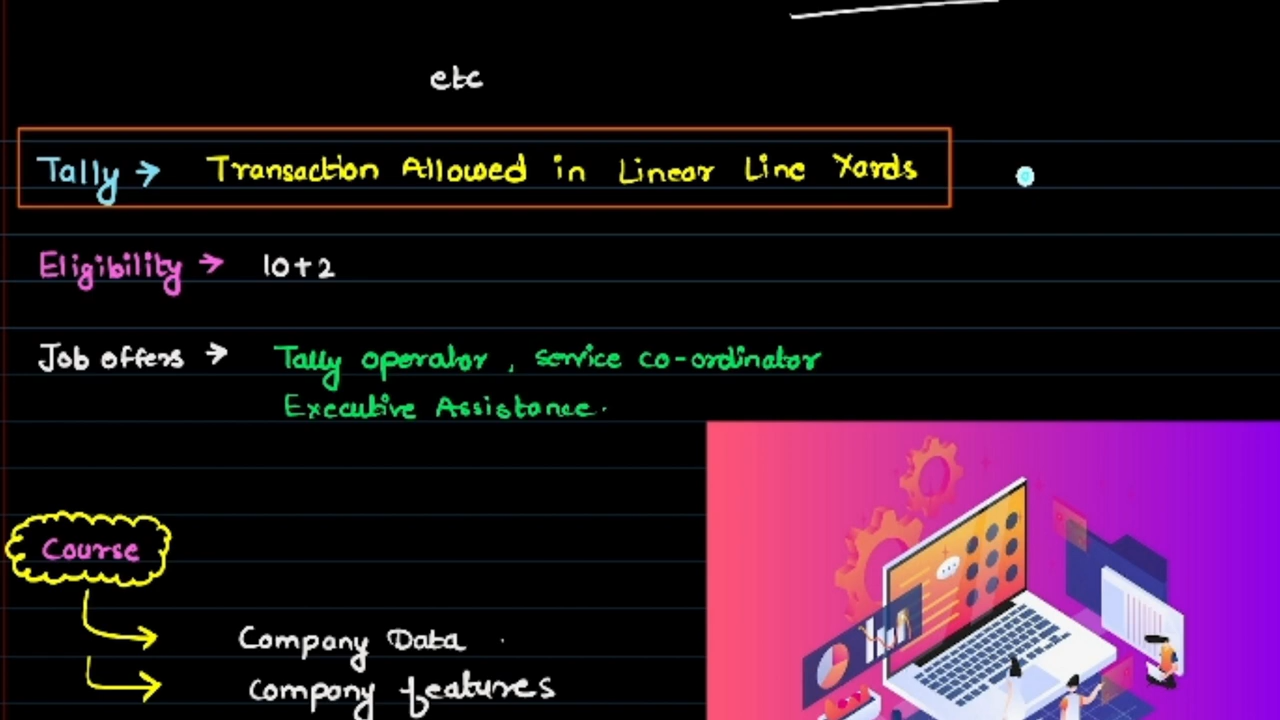 etc
Tally → Transaction Allowed in Linear Line Yards
Eligibility → 10+2
Job offers → Tally operator, service co-ordinator
Executive Assistance.
Course
Company Data
Company features